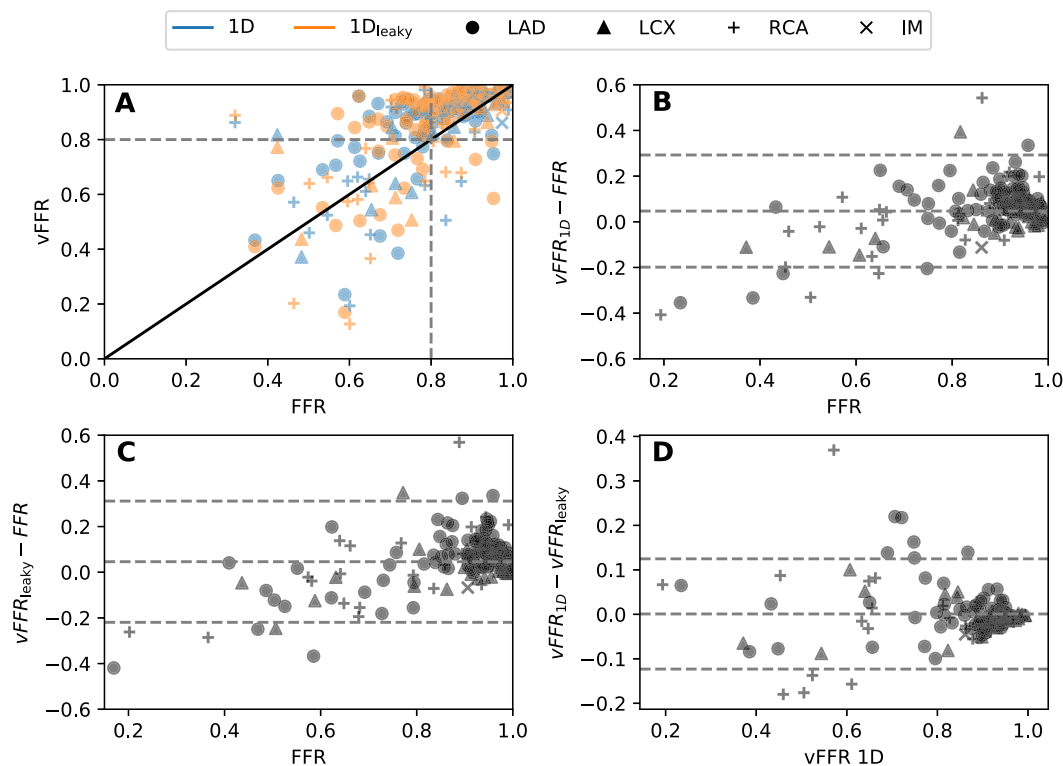 1D 1D_leaky LAD LCX RCA IM
A
1.0
0.8
0.6
0.4
0.2
0.0
vFFR
0.0 0.2 0.4 0.6 0.8 1.0
FFR
B
0.6
0.4
0.2
0.0
−0.2
−0.4
−0.6
vFFR_1D − FFR
0.2 0.4 0.6 0.8 1.0
FFR
C
0.6
0.4
0.2
0.0
−0.2
−0.4
−0.6
vFFR_leaky − FFR
0.2 0.4 0.6 0.8 1.0
FFR
D
0.4
0.3
0.2
0.1
0.0
−0.1
−0.2
vFFR_1D − vFFR_leaky
0.2 0.4 0.6 0.8 1.0
vFFR 1D